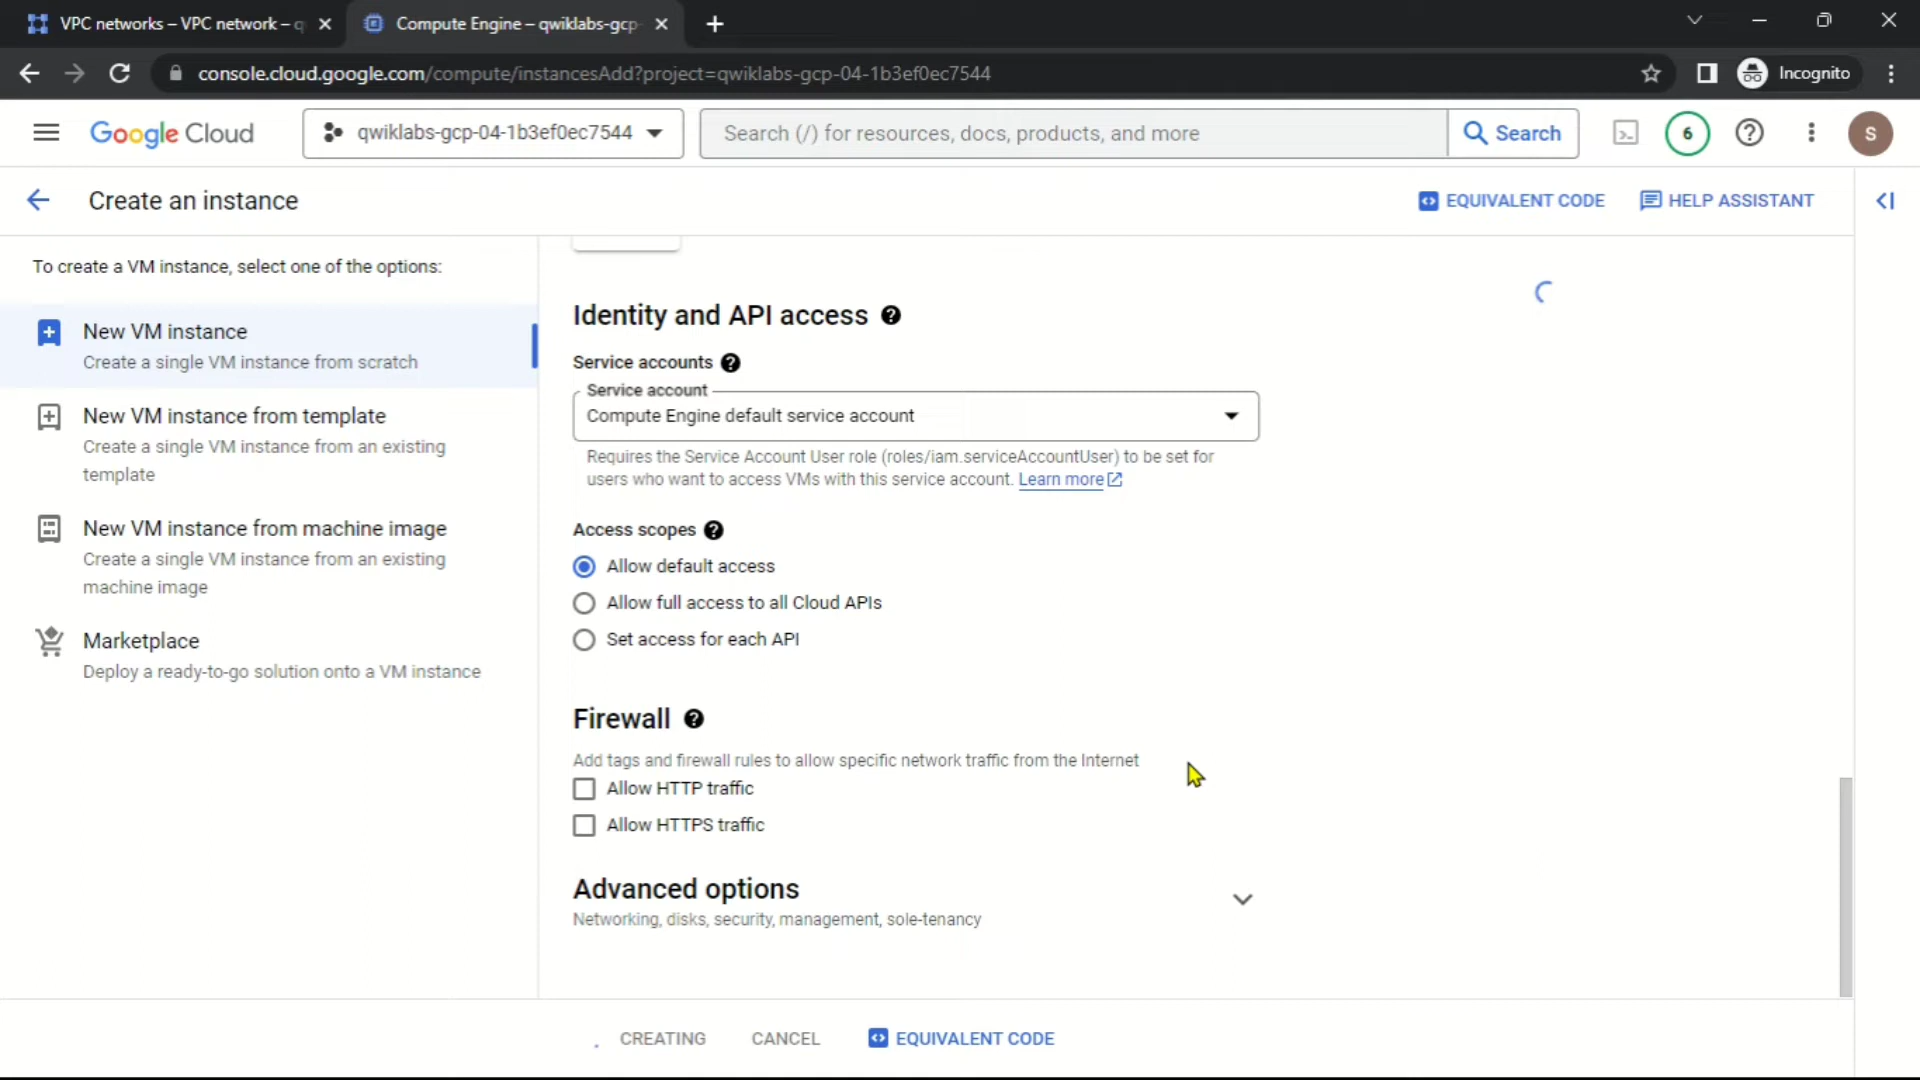 VPC networks – VPC network – q
Compute Engine – qwiklabs-gcp-
console.cloud.google.com/compute/instancesAdd?project=qwiklabs-gcp-04-1b3ef0ec7544
Incognito
Google Cloud
qwiklabs-gcp-04-1b3ef0ec7544
Search (/) for resources, docs, products, and more
Search
6
S
Create an instance
EQUIVALENT CODE
HELP ASSISTANT
To create a VM instance, select one of the options:
New VM instance
Create a single VM instance from scratch
New VM instance from template
Create a single VM instance from an existing
template
New VM instance from machine image
Create a single VM instance from an existing
machine image
Marketplace
Deploy a ready-to-go solution onto a VM instance
Identity and API access
Service accounts
Service account
Compute Engine default service account
Requires the Service Account User role (roles/iam.serviceAccountUser) to be set for
users who want to access VMs with this service account. Learn more
Access scopes
Allow default access
Allow full access to all Cloud APIs
Set access for each API
Firewall
Add tags and firewall rules to allow specific network traffic from the Internet
Allow HTTP traffic
Allow HTTPS traffic
Advanced options
Networking, disks, security, management, sole-tenancy
CREATING
CANCEL
EQUIVALENT CODE